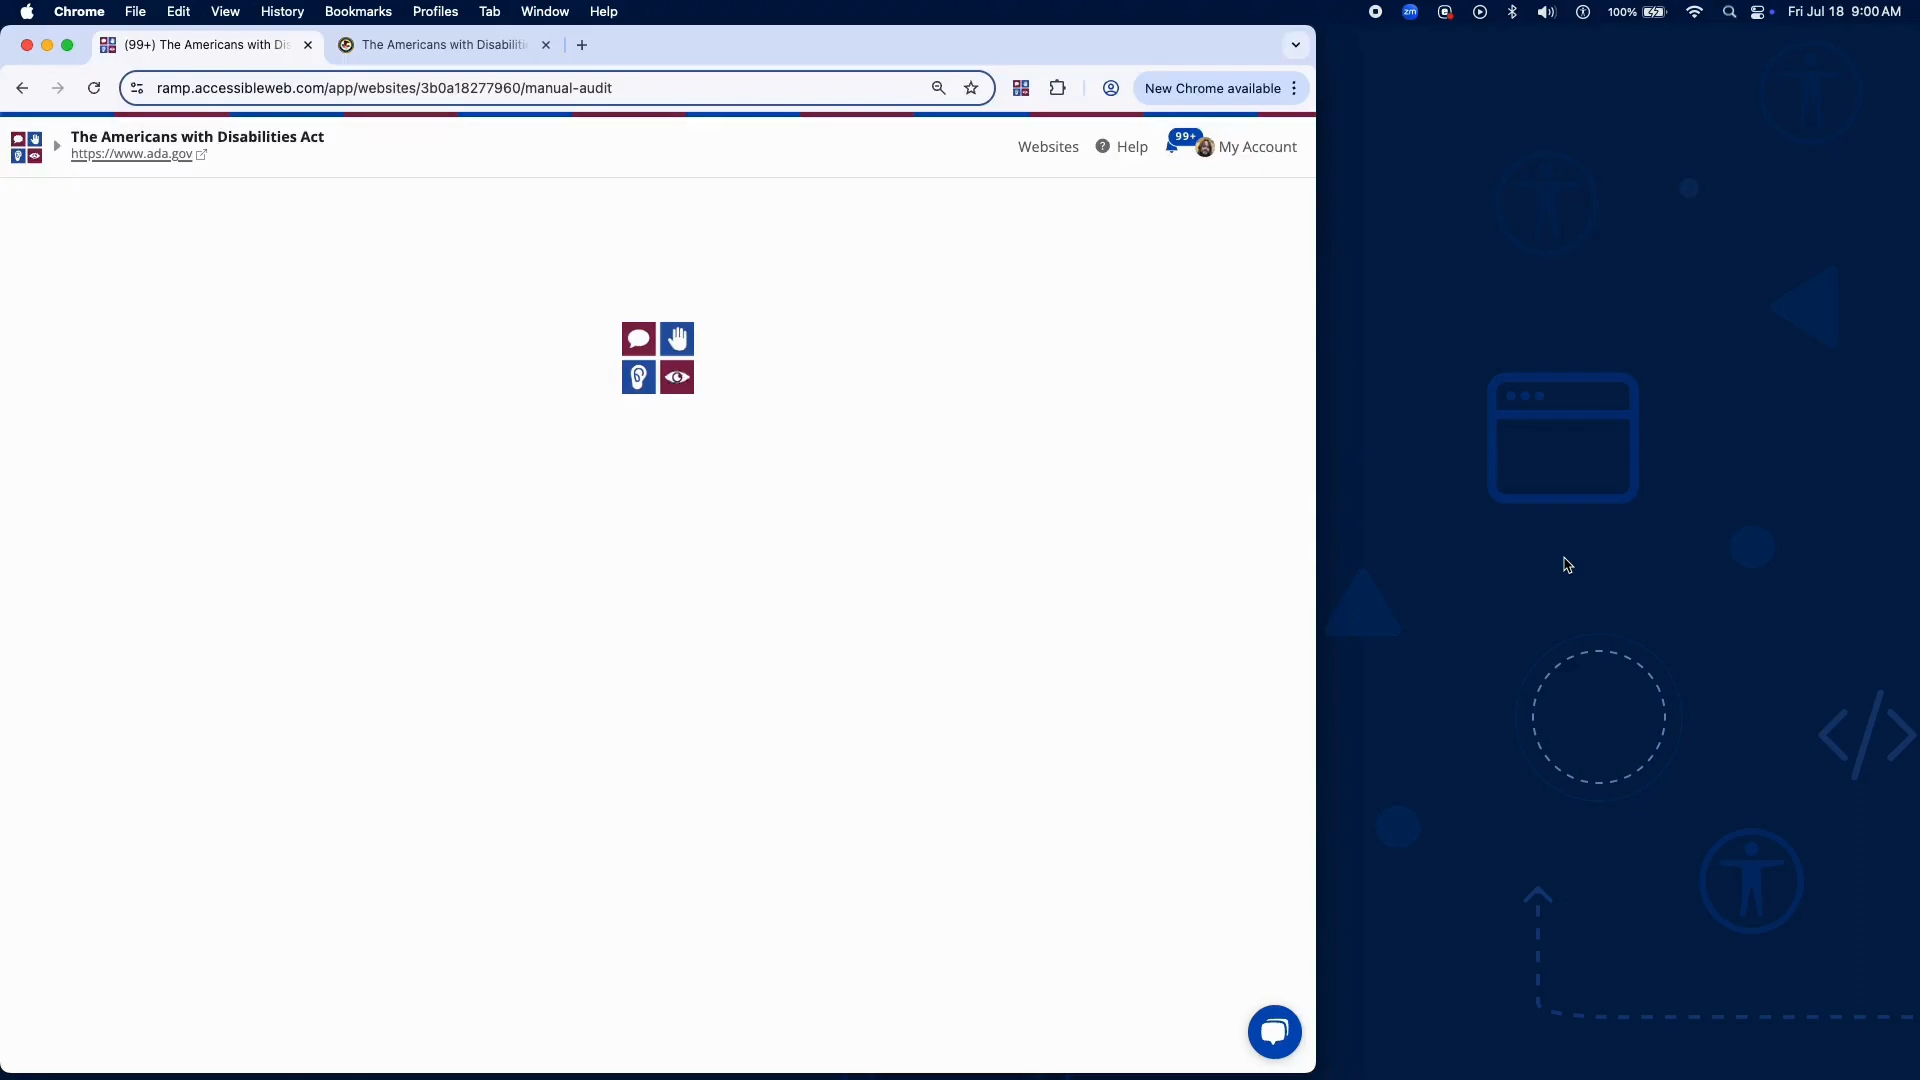 Chrome File Edit View History Bookmarks Profiles Tab Window Help zm 100% Fri Jul 18 9:00 AM
(99+) The Americans with Dis The Americans with Disabiliti
ramp.accessibleweb.com/app/websites/3b0a18277960/manual-audit New Chrome available
The Americans with Disabilities Act
https://www.ada.gov
Websites Help 99+ My Account